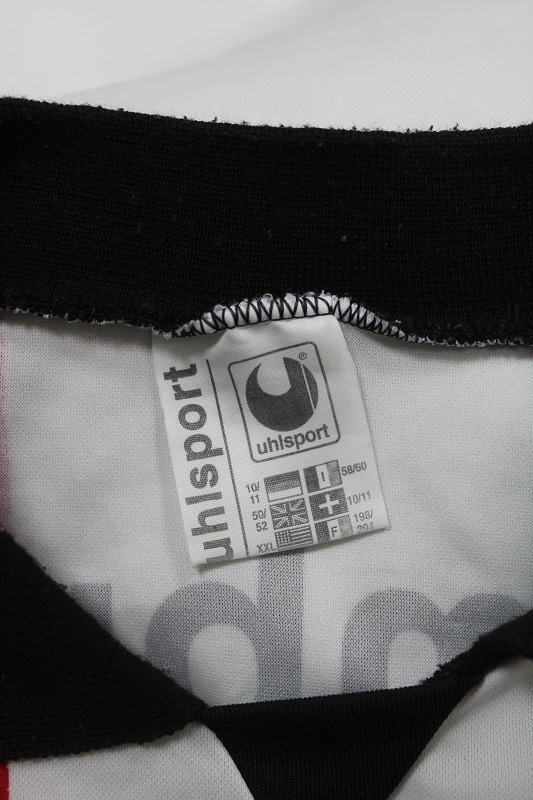 uhlsport
uhlsport
10/
11
I
58/60
50/
52
10/11
XXL
F
198/
204